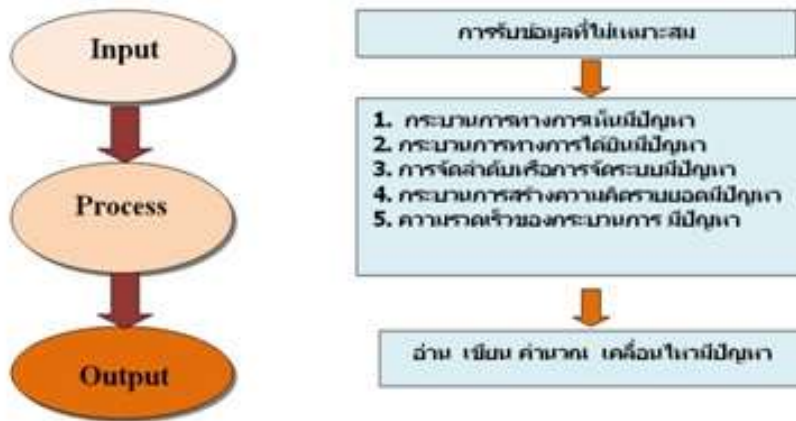 Input
การรับข้อมูลที่ไม่เหมาะสม
1. กระบวนการทางการเห็นมีปัญหา
2. กระบวนการทางการได้ยินมีปัญหา
3. การจัดลำดับหรือการจัดระบบมีปัญหา
Process
4. กระบวนการสร้างความคิดรวบยอดมีปัญหา
5. ความรวดเร็วของกระบวนการ มีปัญหา
อ่าน เขียน คำนวณ เคลื่อนไหวมีปัญหา
Output